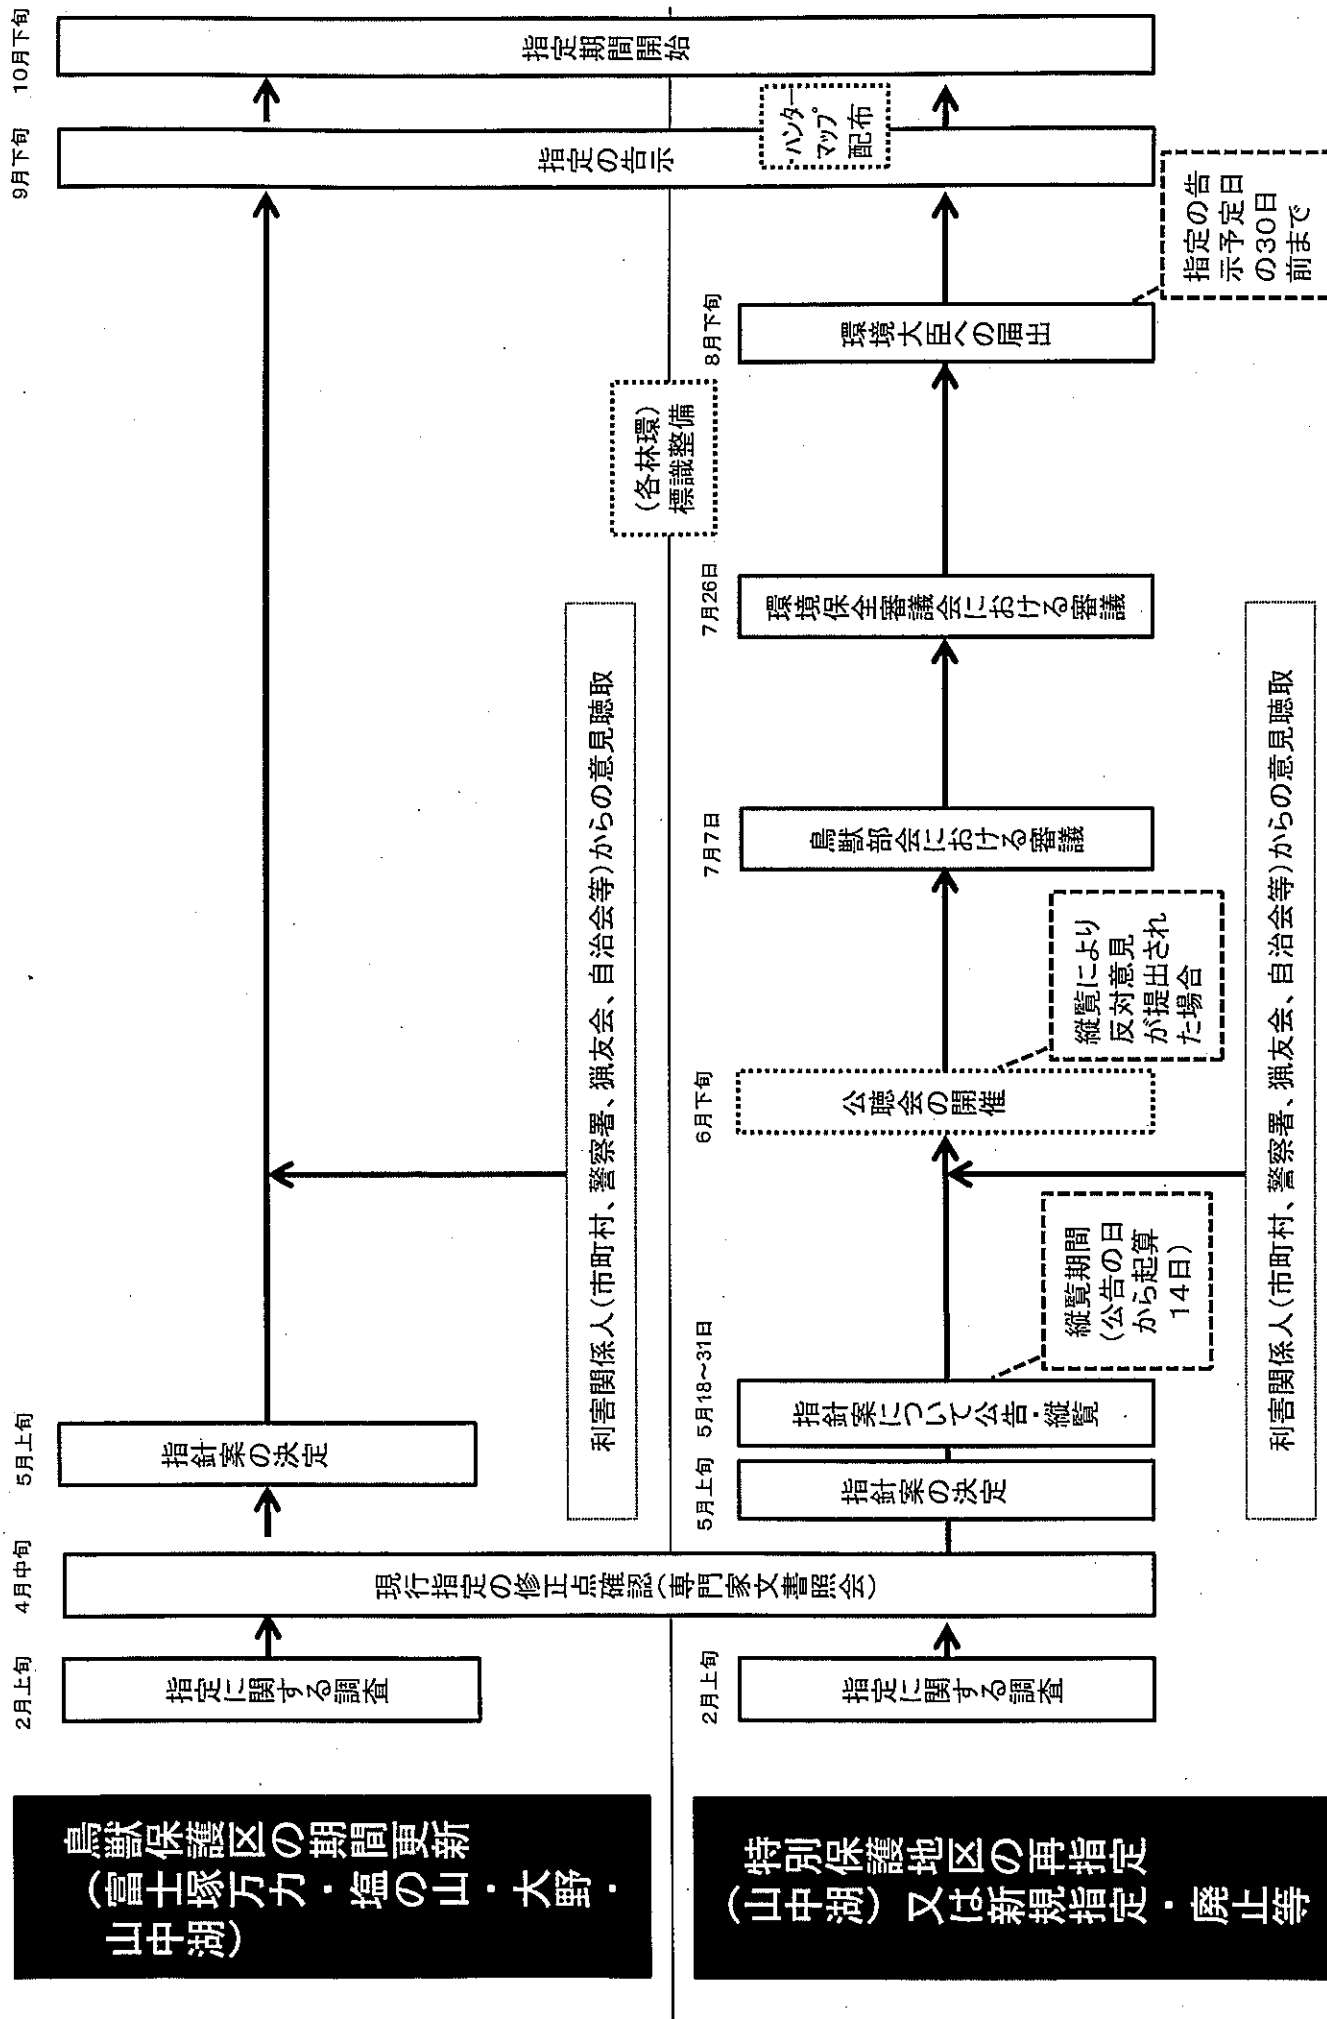 鳥獣保護区の期間更新
（富士塚万力・塩の山・大野・
山中湖）
2月上旬
指定に関する調査
4月中旬
現行指定の修正点確認（専門家文書照会）
5月上旬
指針案の決定
利害関係人（市町村、警察署、猟友会、自治会等）からの意見聴取
（各林環）
標識整備
9月下旬
指定の告示
・ハンター
マップ
配布
10月下旬
指定期間開始
特別保護地区の再指定
（山中湖）又は新規指定・廃止等
2月上旬
指定に関する調査
5月上旬
指針案の決定
5月18～31日
指針案について公告・縦覧
縦覧期間
（公告の日
から起算
14日）
利害関係人（市町村、警察署、猟友会、自治会等）からの意見聴取
6月下旬
公聴会の開催
縦覧により
反対意見
が提出され
た場合
7月7日
鳥獣部会における審議
7月26日
環境保全審議会における審議
8月下旬
環境大臣への届出
指定の告
示予定日
の30日
前まで